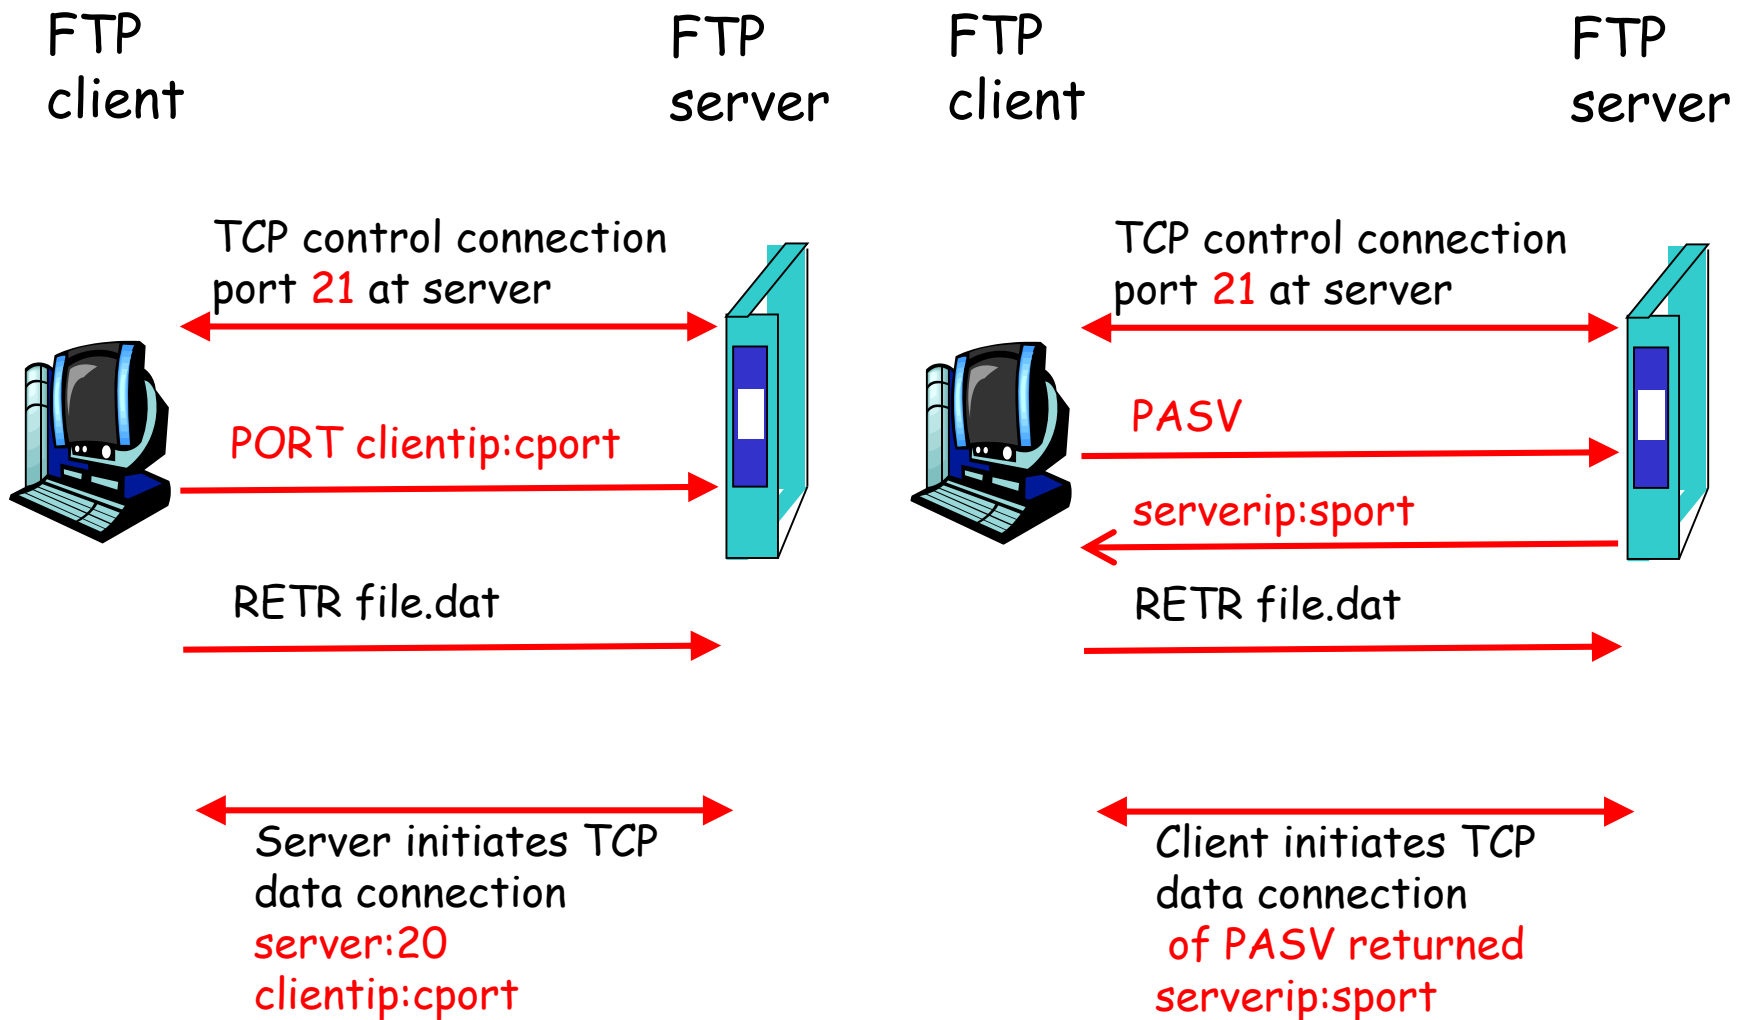 FTP
client
FTP
server
TCP control connection
port 21 at server
PORT clientip:cport
RETR file.dat
Server initiates TCP
data connection
server:20
clientip:cport
FTP
client
FTP
server
TCP control connection
port 21 at server
PASV
serverip:sport
RETR file.dat
Client initiates TCP
data connection
of PASV returned
serverip:sport